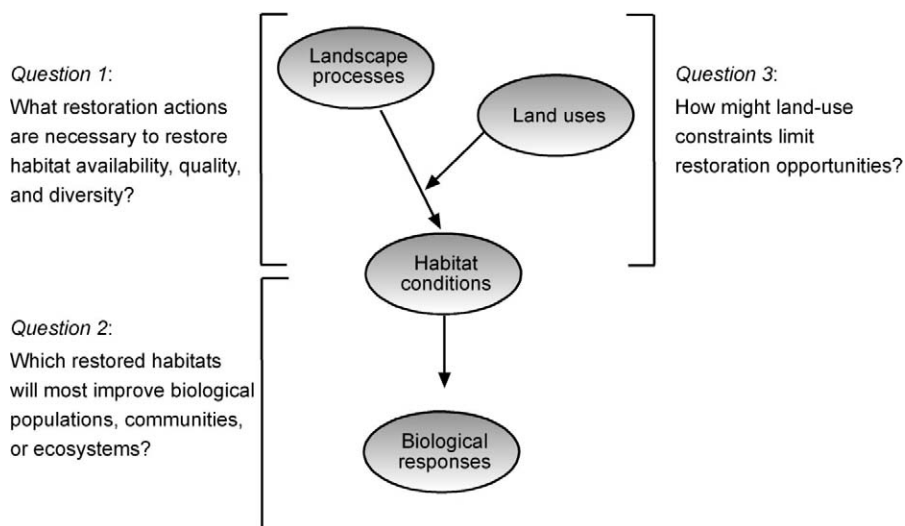 Question 1:
What restoration actions
are necessary to restore
habitat availability, quality,
and diversity?
Landscape
processes
Land uses
Question 3:
How might land-use
constraints limit
restoration opportunities?
Habitat
conditions
Question 2:
Which restored habitats
will most improve biological
populations, communities,
or ecosystems?
Biological
responses